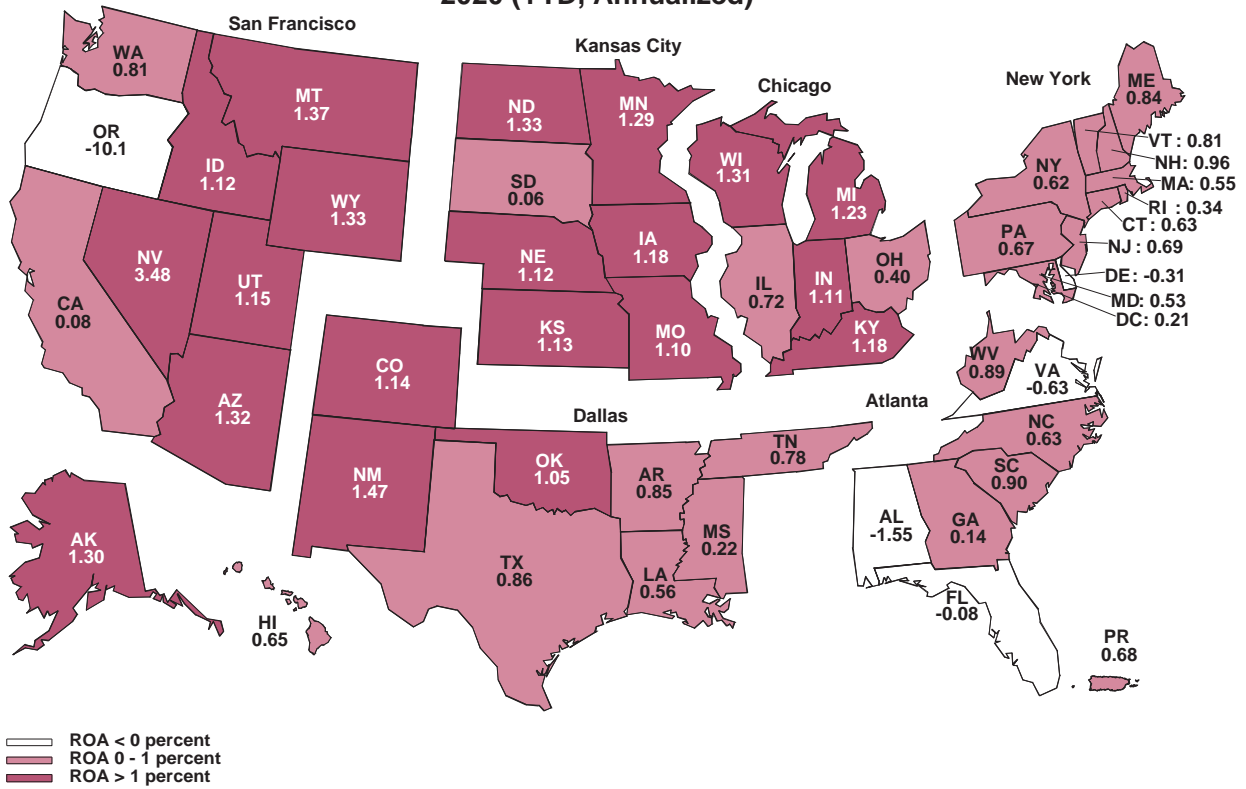 2020 (YTD, Annualized)
San Francisco
Kansas City
Chicago
New York
Dallas
Atlanta
WA
0.81
OR
-10.1
MT
1.37
ID
1.12
WY
1.33
NV
3.48
UT
1.15
CA
0.08
AZ
1.32
AK
1.30
HI
0.65
ND
1.33
MN
1.29
SD
0.06
NE
1.12
IA
1.18
KS
1.13
MO
1.10
CO
1.14
NM
1.47
OK
1.05
TX
0.86
AR
0.85
LA
0.56
MS
0.22
TN
0.78
WI
1.31
MI
1.23
IL
0.72
IN
1.11
OH
0.40
KY
1.18
ME
0.84
VT : 0.81
NH: 0.96
MA: 0.55
RI : 0.34
CT : 0.63
NJ : 0.69
DE: -0.31
MD: 0.53
DC: 0.21
NY
0.62
PA
0.67
WV
0.89
VA
-0.63
NC
0.63
SC
0.90
AL
-1.55
GA
0.14
FL
-0.08
PR
0.68
ROA < 0 percent
ROA 0 - 1 percent
ROA > 1 percent